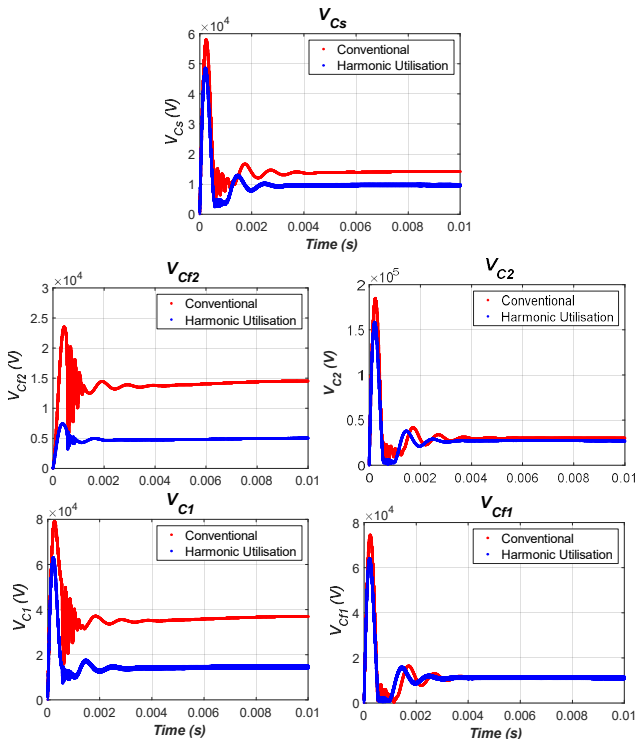 V_Cs
×10^4
6
5
4
3
2
1
0
V_Cs (V)
Conventional
Harmonic Utilisation
0 0.002 0.004 0.006 0.008 0.01
Time (s)
V_Cf2
×10^4
3
2.5
2
1.5
1
0.5
0
V_Cf2 (V)
Conventional
Harmonic Utilisation
0 0.002 0.004 0.006 0.008 0.01
V_C2
×10^5
2
1.5
1
0.5
0
V_C2 (V)
Conventional
Harmonic Utilisation
0 0.002 0.004 0.006 0.008 0.01
V_C1
×10^4
8
6
4
2
0
V_C1 (V)
Conventional
Harmonic Utilisation
0 0.002 0.004 0.006 0.008 0.01
Time (s)
V_Cf1
×10^4
8
6
4
2
0
V_Cf1 (V)
Conventional
Harmonic Utilisation
0 0.002 0.004 0.006 0.008 0.01
Time (s)